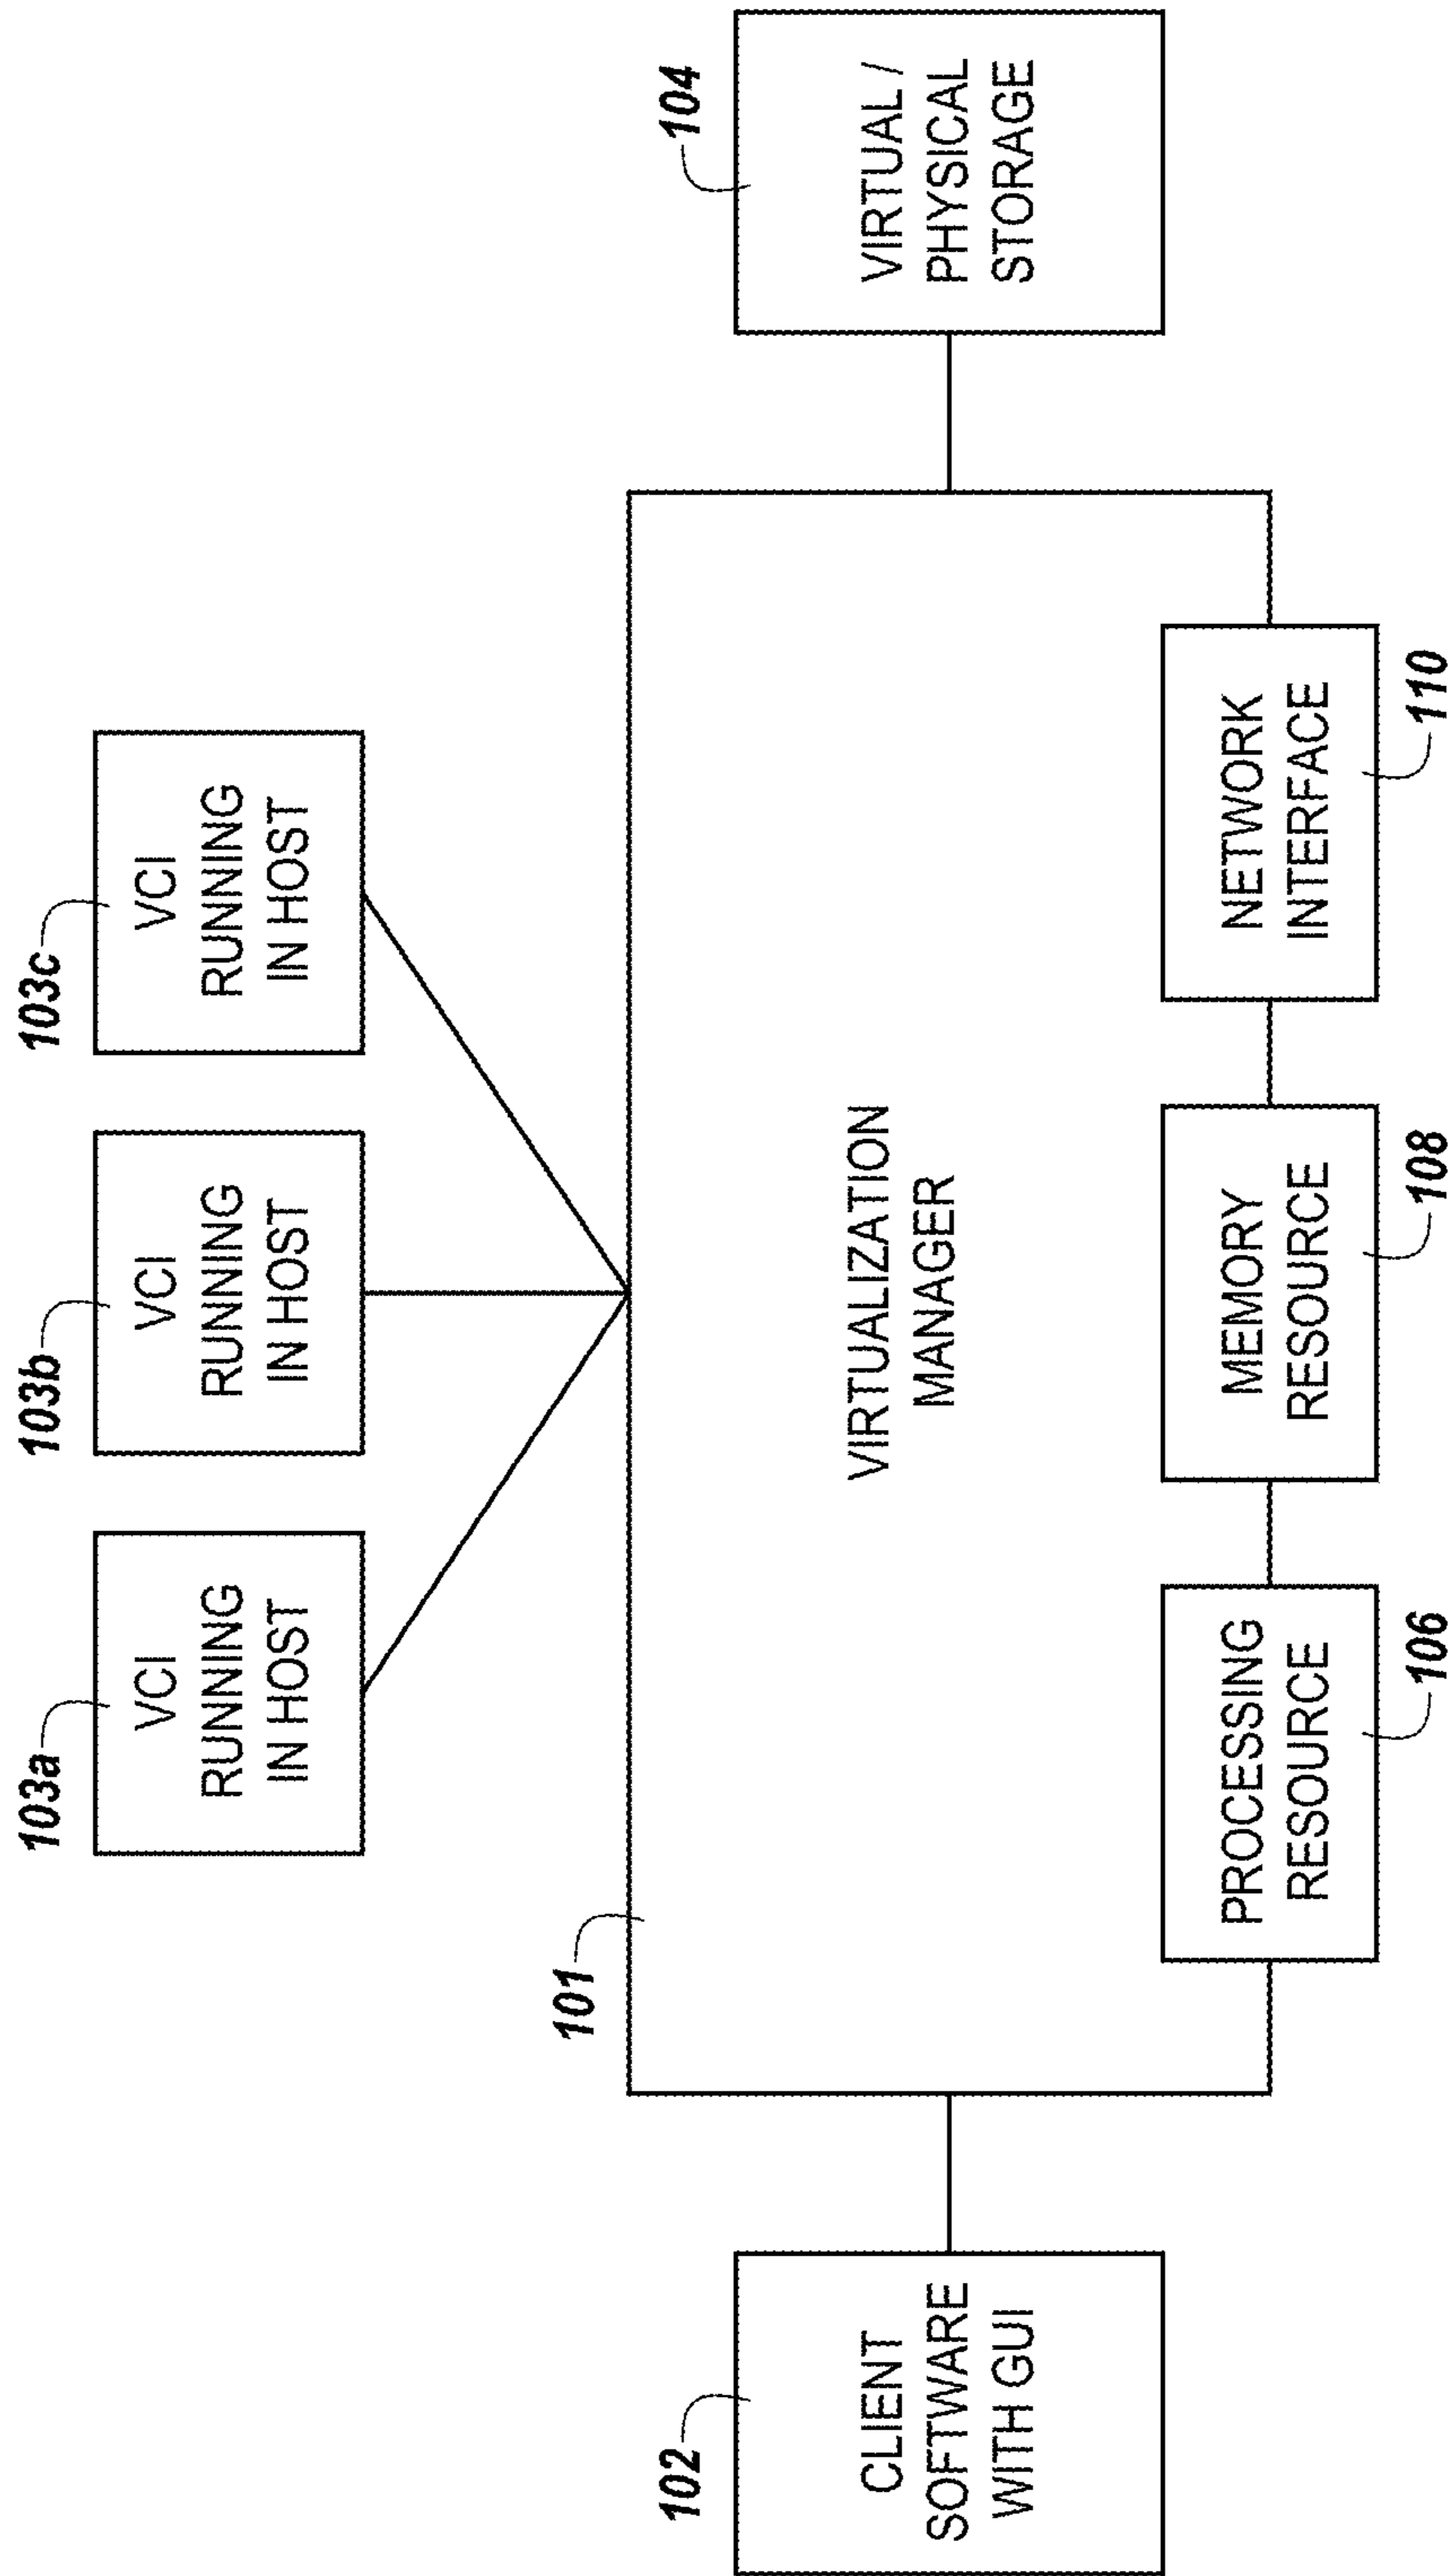 103a
VCI
RUNNING
IN HOST
103b
VCI
RUNNING
IN HOST
103c
VCI
RUNNING
IN HOST
101
VIRTUALIZATION
MANAGER
102
CLIENT
SOFTWARE
WITH GUI
104
VIRTUAL /
PHYSICAL
STORAGE
PROCESSING
RESOURCE
106
MEMORY
RESOURCE
108
NETWORK
INTERFACE
110